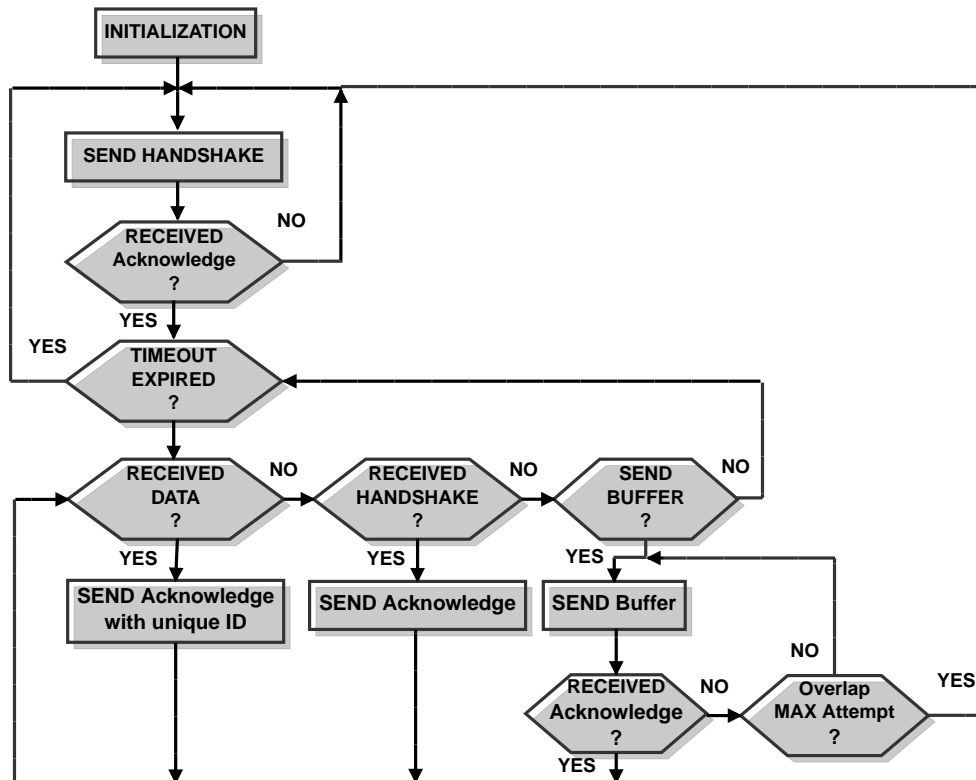 INITIALIZATION
SEND HANDSHAKE
NO
RECEIVED
Acknowledge
?
YES
YES
TIMEOUT
EXPIRED
?
RECEIVED
DATA
?
NO
RECEIVED
HANDSHAKE
?
NO
SEND
BUFFER
?
NO
YES
YES
YES
SEND Acknowledge
with unique ID
SEND Acknowledge
SEND Buffer
NO
RECEIVED
Acknowledge
?
NO
Overlap
MAX Attempt
?
YES
YES